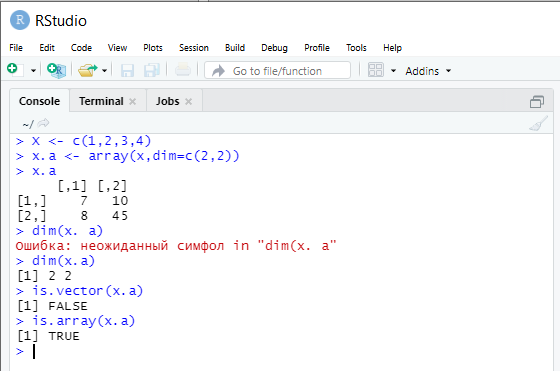 RStudio
File Edit Code View Plots Session Build Debug Profile Tools Help
Go to file/function Addins
Console Terminal Jobs
~/
> X <- c(1,2,3,4)
> x.a <- array(x,dim=c(2,2))
> x.a
[,1] [,2]
[1,] 7 10
[2,] 8 45
> dim(x. a)
Ошибка: неожиданный симфол in "dim(x. a"
> dim(x.a)
[1] 2 2
> is.vector(x.a)
[1] FALSE
> is.array(x.a)
[1] TRUE
>